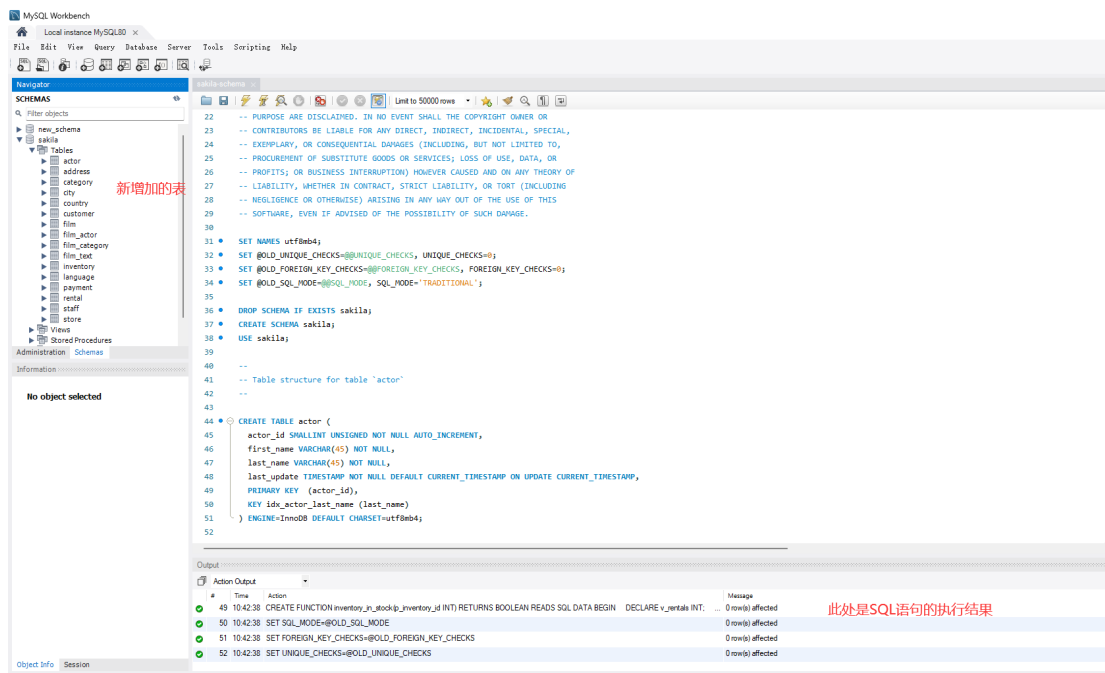 MySQL Workbench
Local instance MySQL80 ×
File Edit View Query Database Server Tools Scripting Help
Navigator
SCHEMAS
Filter objects
new_schema
sakila
Tables
actor
address
category
city
country
customer
film
film_actor
film_category
film_text
inventory
language
payment
rental
staff
store
Views
Stored Procedures
新增加的表
Administration Schemas
Information
No object selected
Object Info Session
sakila-schema ×
Limit to 50000 rows
22 -- PURPOSE ARE DISCLAIMED. IN NO EVENT SHALL THE COPYRIGHT OWNER OR
23 -- CONTRIBUTORS BE LIABLE FOR ANY DIRECT, INDIRECT, INCIDENTAL, SPECIAL,
24 -- EXEMPLARY, OR CONSEQUENTIAL DAMAGES (INCLUDING, BUT NOT LIMITED TO,
25 -- PROCUREMENT OF SUBSTITUTE GOODS OR SERVICES; LOSS OF USE, DATA, OR
26 -- PROFITS; OR BUSINESS INTERRUPTION) HOWEVER CAUSED AND ON ANY THEORY OF
27 -- LIABILITY, WHETHER IN CONTRACT, STRICT LIABILITY, OR TORT (INCLUDING
28 -- NEGLIGENCE OR OTHERWISE) ARISING IN ANY WAY OUT OF THE USE OF THIS
29 -- SOFTWARE, EVEN IF ADVISED OF THE POSSIBILITY OF SUCH DAMAGE.
30
31 SET NAMES utf8mb4;
32 SET @OLD_UNIQUE_CHECKS=@@UNIQUE_CHECKS, UNIQUE_CHECKS=0;
33 SET @OLD_FOREIGN_KEY_CHECKS=@@FOREIGN_KEY_CHECKS, FOREIGN_KEY_CHECKS=0;
34 SET @OLD_SQL_MODE=@@SQL_MODE, SQL_MODE='TRADITIONAL';
35
36 DROP SCHEMA IF EXISTS sakila;
37 CREATE SCHEMA sakila;
38 USE sakila;
39
40 --
41 -- Table structure for table `actor`
42 --
43
44 CREATE TABLE actor (
45 actor_id SMALLINT UNSIGNED NOT NULL AUTO_INCREMENT,
46 first_name VARCHAR(45) NOT NULL,
47 last_name VARCHAR(45) NOT NULL,
48 last_update TIMESTAMP NOT NULL DEFAULT CURRENT_TIMESTAMP ON UPDATE CURRENT_TIMESTAMP,
49 PRIMARY KEY (actor_id),
50 KEY idx_actor_last_name (last_name)
51 ) ENGINE=InnoDB DEFAULT CHARSET=utf8mb4;
52
Output
Action Output
# Time Action Message
49 10:42:38 CREATE FUNCTION inventory_in_stock(p_inventory_id INT) RETURNS BOOLEAN READS SQL DATA BEGIN DECLARE v_rentals INT; ... 0 row(s) affected
50 10:42:38 SET SQL_MODE=@OLD_SQL_MODE 0 row(s) affected
51 10:42:38 SET FOREIGN_KEY_CHECKS=@OLD_FOREIGN_KEY_CHECKS 0 row(s) affected
52 10:42:38 SET UNIQUE_CHECKS=@OLD_UNIQUE_CHECKS 0 row(s) affected
此处是SQL语句的执行结果